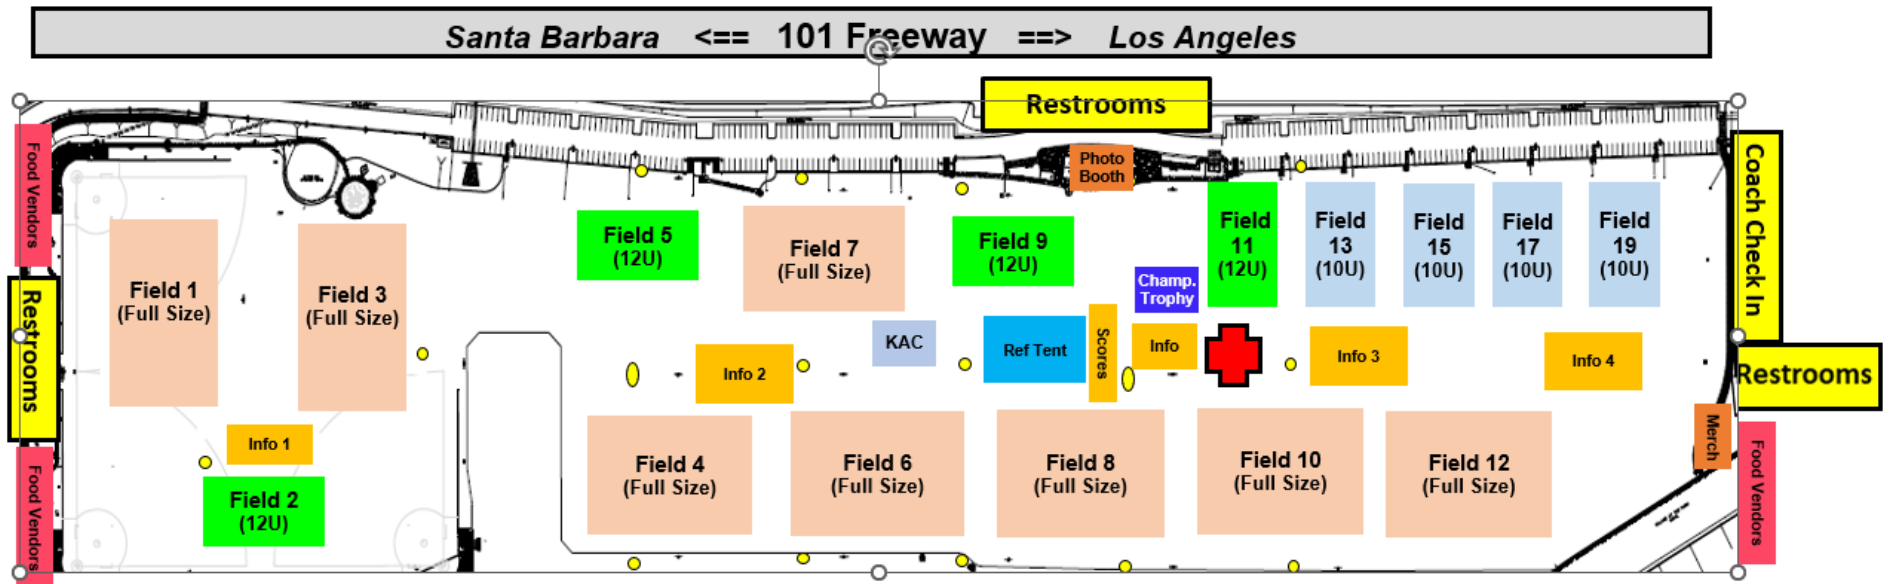 Santa Barbara <== 101 Freeway ==> Los Angeles
Restrooms
Food Vendors
Photo
Booth
Coach Check In
Field 1
(Full Size)
Field 3
(Full Size)
Field 5
(12U)
Field 7
(Full Size)
Field 9
(12U)
Field
11
(12U)
Field
13
(10U)
Field
15
(10U)
Field
17
(10U)
Field
19
(10U)
Champ.
Trophy
Restrooms
KAC
Ref Tent
Scores
Info
Info 2
Info 3
Info 4
Restrooms
Info 1
Merch
Field 2
(12U)
Field 4
(Full Size)
Field 6
(Full Size)
Field 8
(Full Size)
Field 10
(Full Size)
Field 12
(Full Size)
Food Vendors
Food Vendors